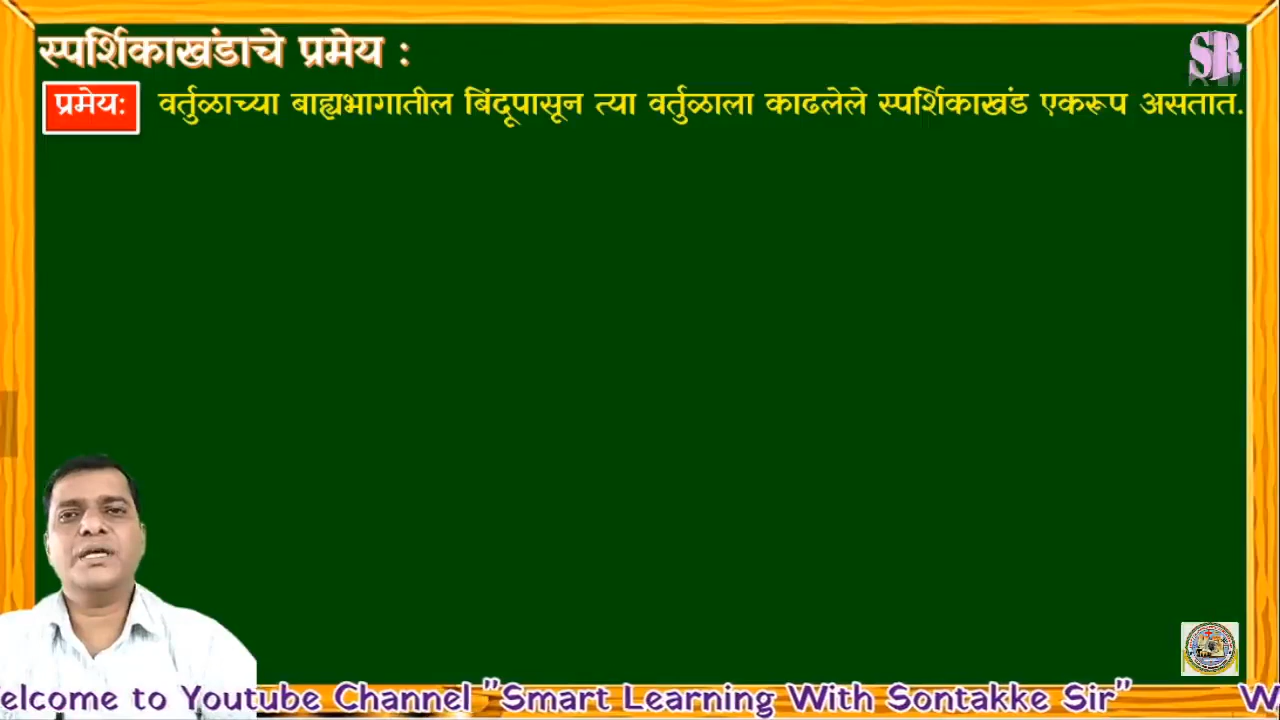 स्पर्शिकाखंडाचे प्रमेय :
SR
प्रमेय: वर्तुळाच्या बाह्यभागातील बिंदूपासून त्या वर्तुळाला काढलेले स्पर्शिकाखंड एकरूप असतात.
elcome to Youtube Channel "Smart Learning With Sontakke Sir" W